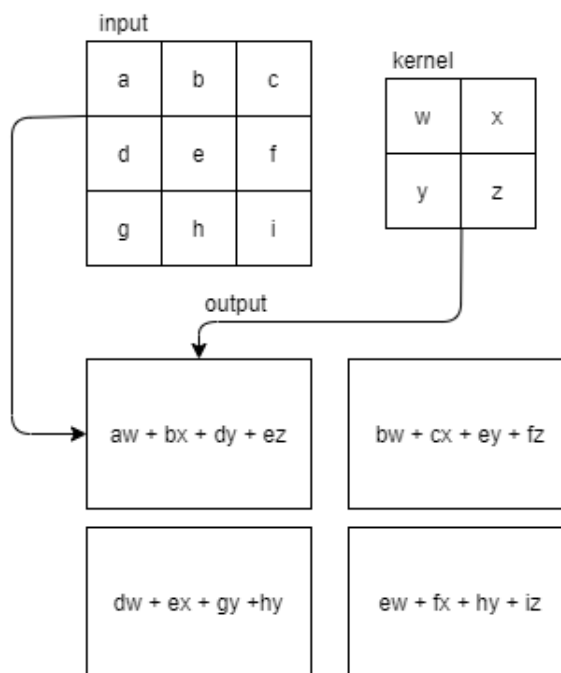 input
a b c
d e f
g h i
kernel
w x
y z
output
aw + bx + dy + ez
bw + cx + ey + fz
dw + ex + gy +hy
ew + fx + hy + iz